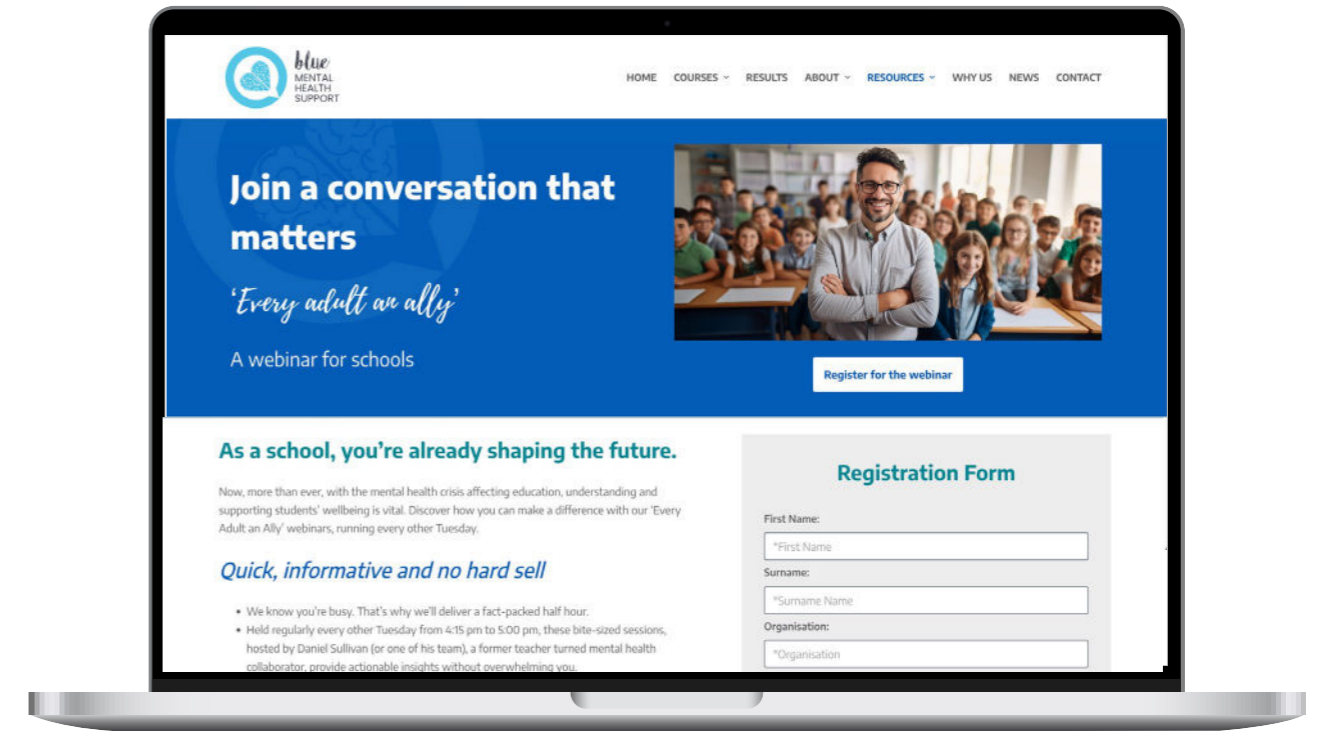 blue
MENTAL
HEALTH
SUPPORT
HOME COURSES RESULTS ABOUT RESOURCES WHY US NEWS CONTACT
Join a conversation that
matters
‘Every adult an ally’
A webinar for schools
Register for the webinar
As a school, you’re already shaping the future.
Now, more than ever, with the mental health crisis affecting education, understanding and
supporting students’ wellbeing is vital. Discover how you can make a difference with our ‘Every
Adult an Ally’ webinars, running every other Tuesday.
Quick, informative and no hard sell
• We know you’re busy. That’s why we’ll deliver a fact-packed half hour.
• Held regularly every other Tuesday from 4:15 pm to 5:00 pm, these bite-sized sessions,
hosted by Daniel Sullivan (or one of his team), a former teacher turned mental health
collaborator, provide actionable insights without overwhelming you.
Registration Form
First Name:
*First Name
Surname:
*Surname Name
Organisation:
*Organisation